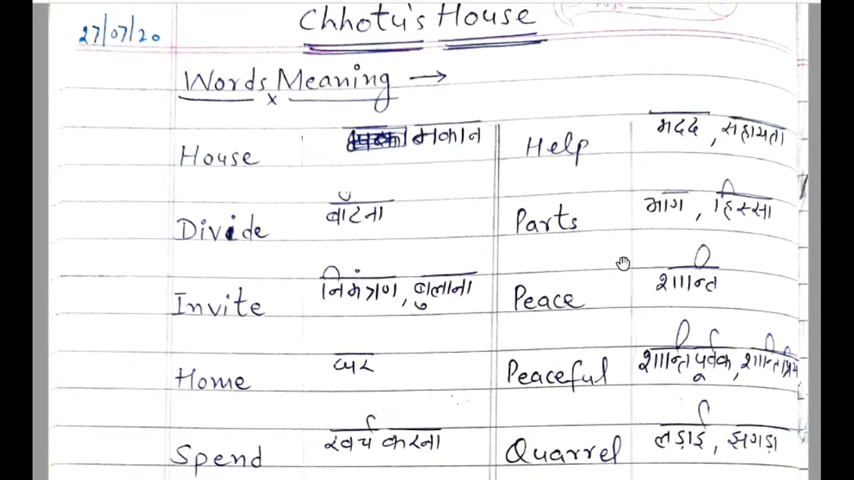 27/07/20
Chhotu's House
Words Meaning →
House मकान Help मदद, सहायता
Divide बाँटना Parts भाग, हिस्सा
Invite निमंत्रण, बुलाना Peace शान्ति
Home घर Peaceful शान्तिपूर्वक,
Spend खर्च करना Quarrel लड़ाई, झगड़ा